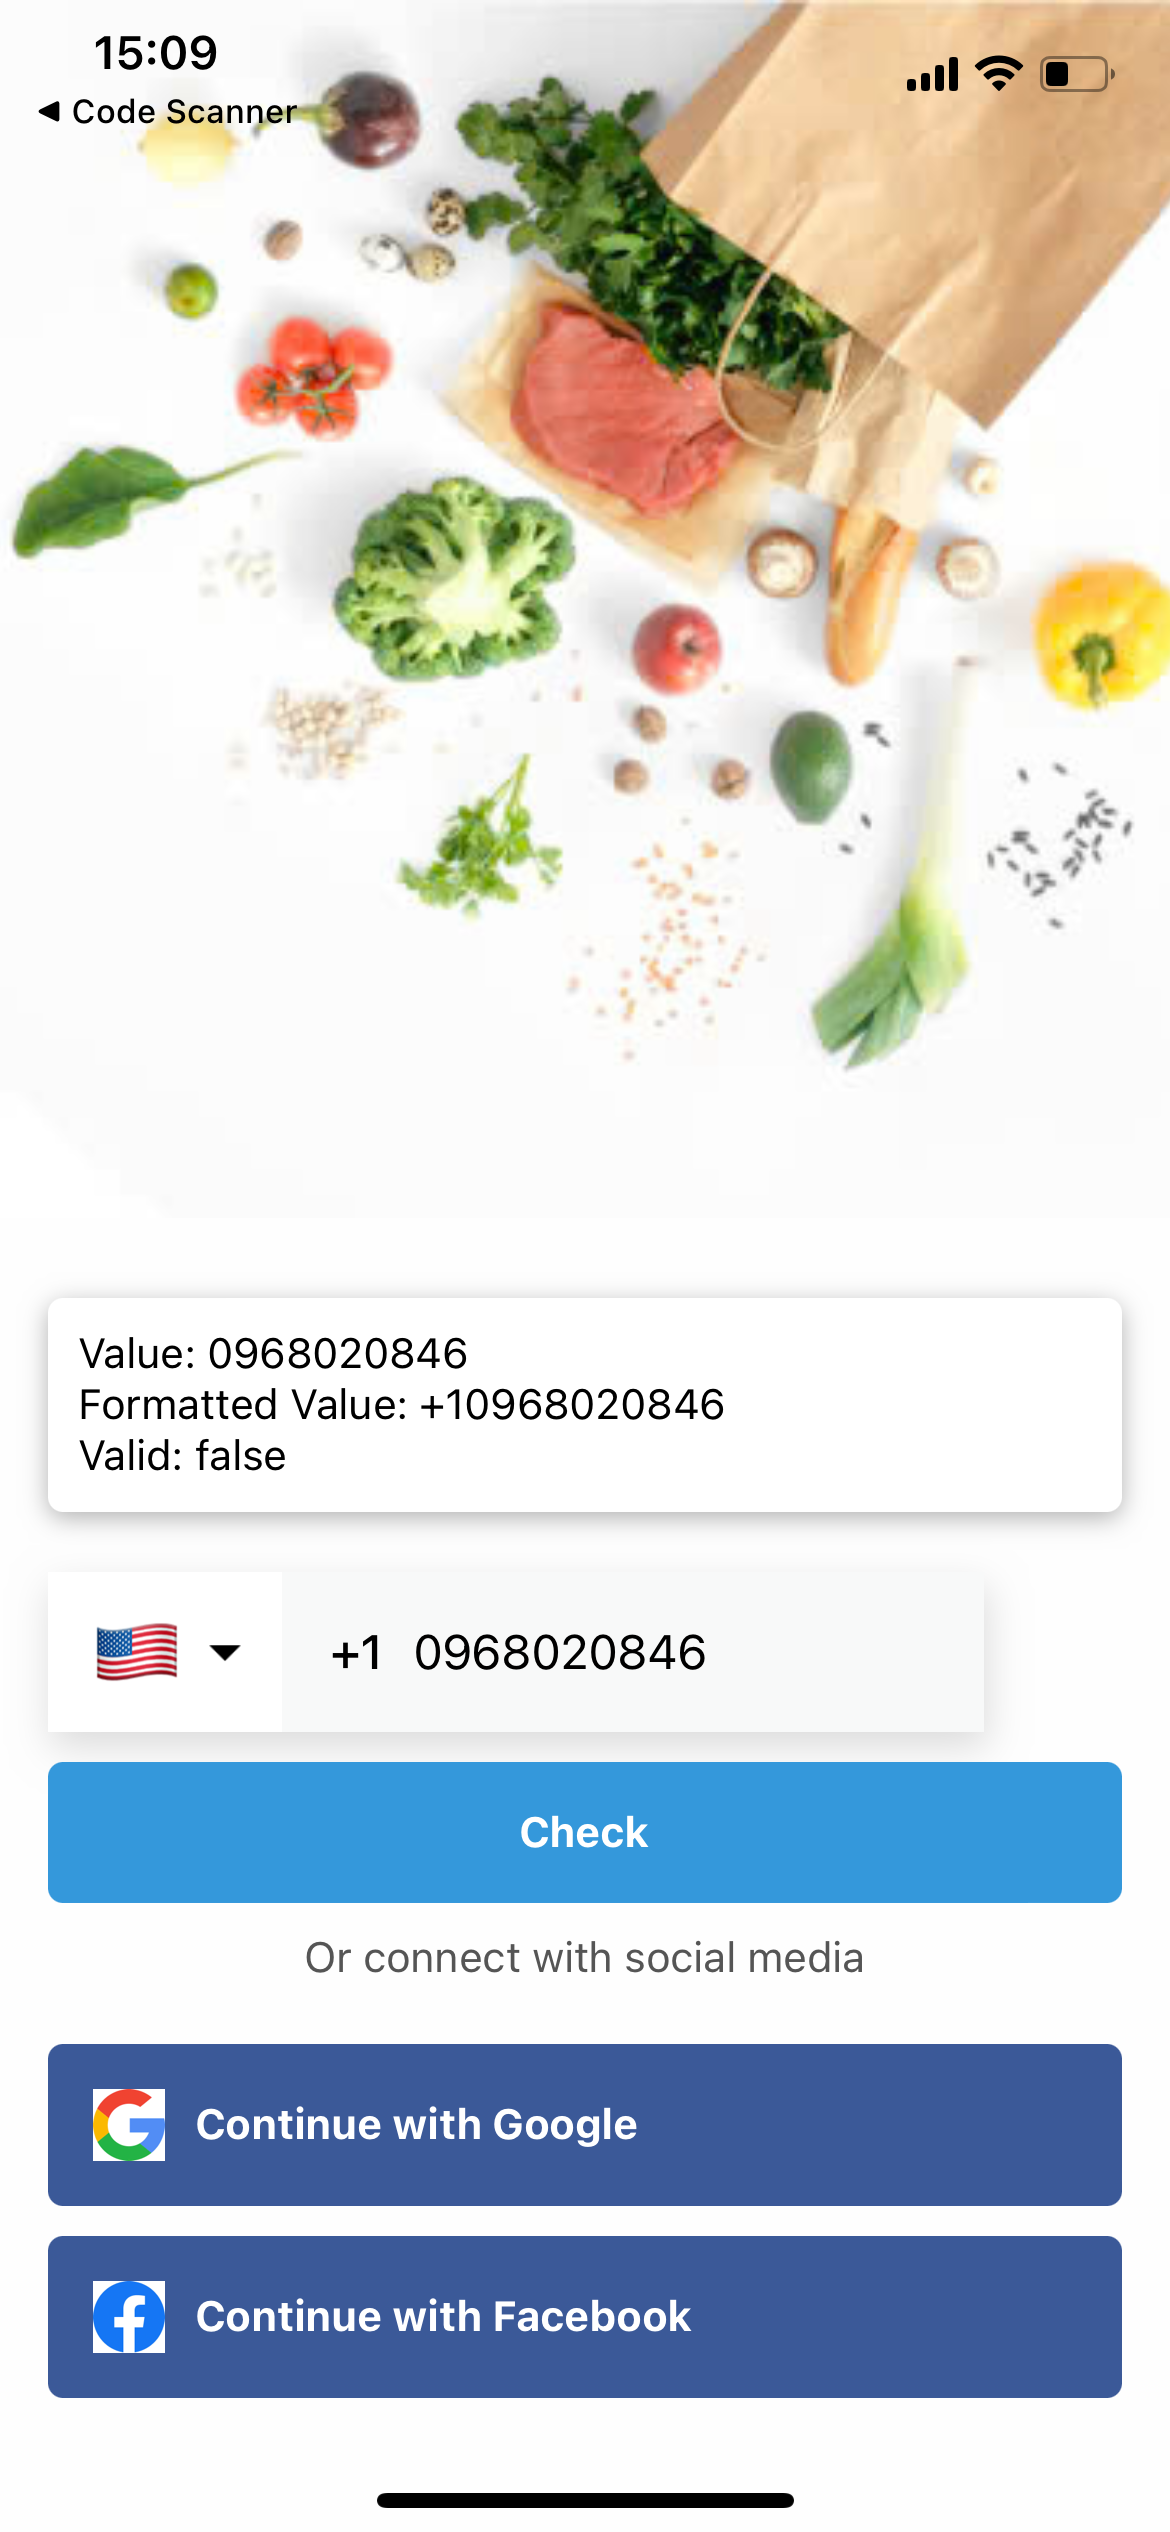 15:09
Code Scanner
Value: 0968020846
Formatted Value: +10968020846
Valid: false
+1 0968020846
Check
Or connect with social media
Continue with Google
Continue with Facebook